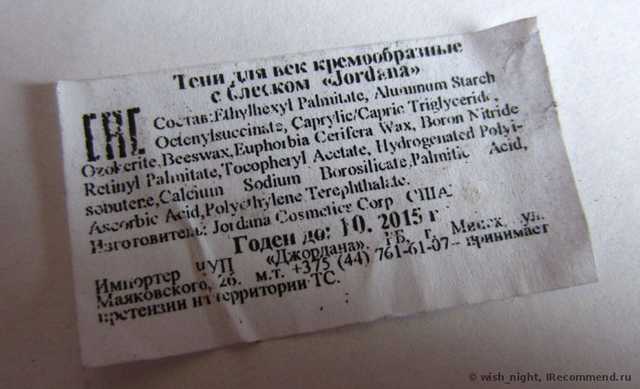 Тени для век кремообразные
с блеском «Jordana»
EAC
Состав:Ethylhexyl Palmitate, Aluminum Starch
Octenylsuccinate, Caprylic/Capric Triglyceride,
Ozokerite,Beeswax,Euphorbia Cerifera Wax, Boron Nitride
Retinyl Palmitate,Tocopheryl Acetate, Hydrogenated Polyi-
sobutene,Calcium Sodium Borosilicate,Palmitic Acid,
Ascorbic Acid,Polyethylene Terephthalate.
Изготовитель: Jordana Cosmetics Corp США.
Годен до: 10. 2015 г
Импортер ЧУП «Джордана», РБ, г. Минск, ул.
Маяковского, 26. м.т. +375 (44) 761-61-07– принимает
претензии на территории ТС.
© wish_night, IRecommend.ru